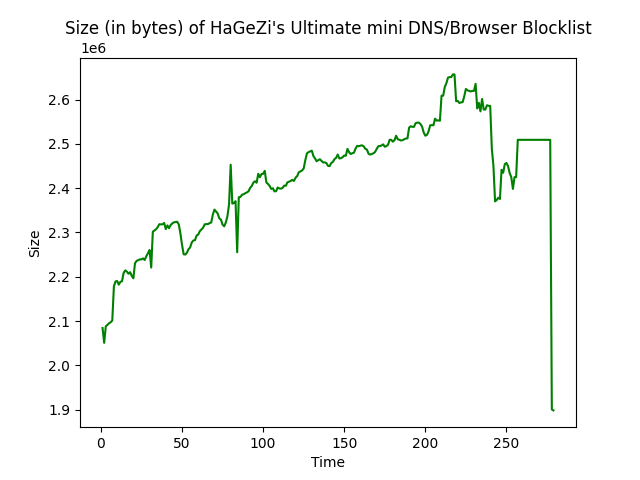 Size (in bytes) of HaGeZi's Ultimate mini DNS/Browser Blocklist
1e6
2.6
2.5
2.4
2.3
2.2
2.1
2.0
1.9
Size
0 50 100 150 200 250
Time